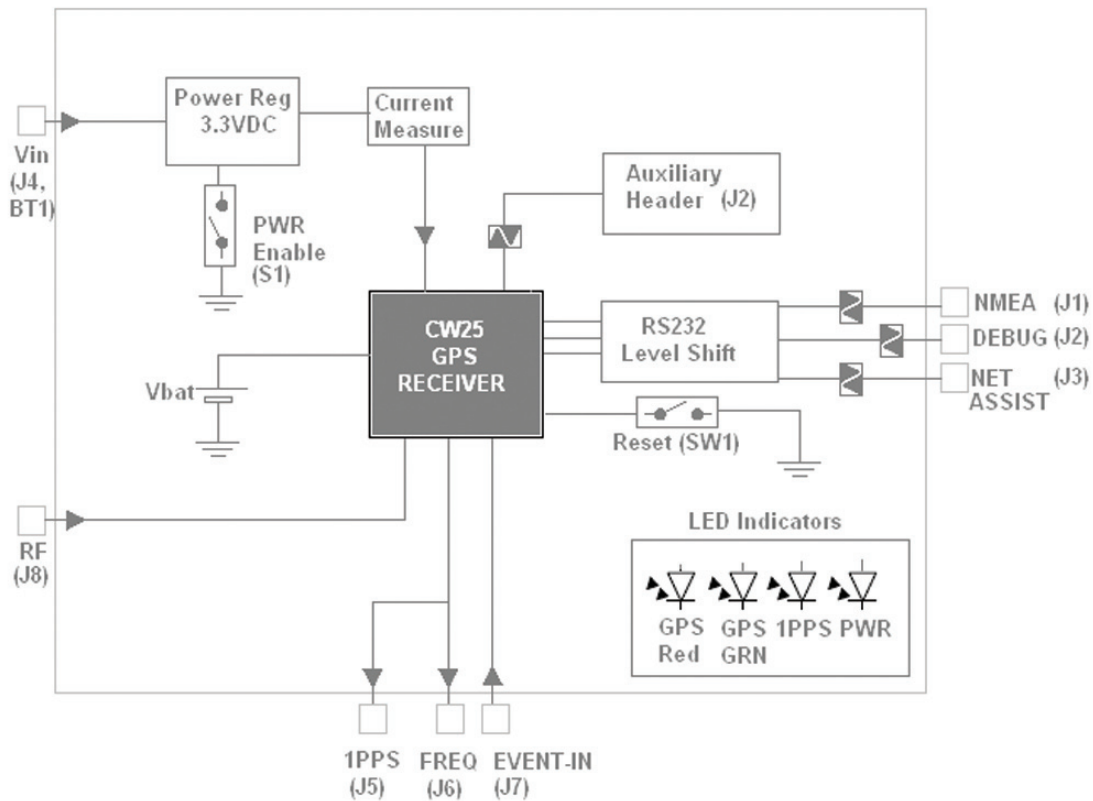 Power Reg
3.3VDC
Current
Measure
Vin
(J4,
BT1)
PWR
Enable
(S1)
Auxiliary
Header (J2)
CW25
GPS
RECEIVER
RS232
Level Shift
NMEA (J1)
DEBUG (J2)
NET (J3)
ASSIST
Vbat
Reset (SW1)
RF
(J8)
LED Indicators
GPS
Red
GPS
GRN
1PPS
PWR
1PPS
(J5)
FREQ
(J6)
EVENT-IN
(J7)